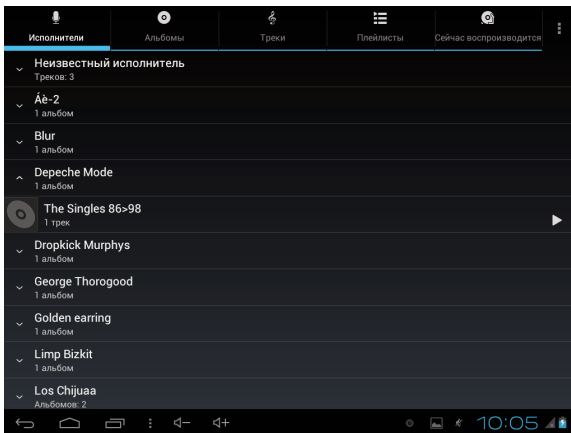 Исполнители
Альбомы
Треки
Плейлисты
Сейчас воспроизводится
Неизвестный исполнитель
Треков: 3
Áè-2
1 альбом
Blur
1 альбом
Depeche Mode
1 альбом
The Singles 86>98
1 трек
Dropkick Murphys
1 альбом
George Thorogood
1 альбом
Golden earring
1 альбом
Limp Bizkit
1 альбом
Los Chijuaa
Альбомов: 2
10:05